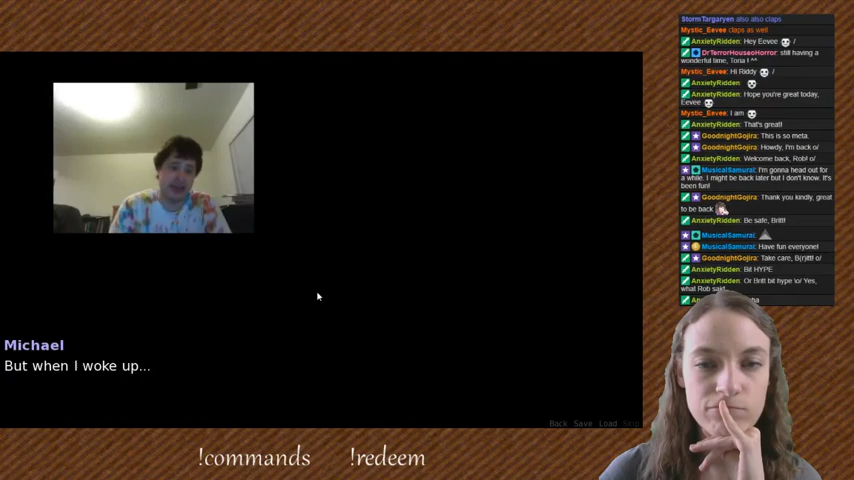 StormTargaryen also also claps
Mystic_Eevee claps as well
AnxietyRidden: Hey Eevee /
DrTerrorHouseoHorror: still having a
wonderful time, Toria ! ^^
Mystic_Eevee: Hi Riddy /
AnxietyRidden:
AnxietyRidden: Hope you're great today,
Eevee
Mystic_Eevee: I am
AnxietyRidden: That's great!
GoodnightGojira: This is so meta.
GoodnightGojira: Howdy, I'm back o/
AnxietyRidden: Welcome back, Rob! o/
MusicalSamurai: I'm gonna head out for
a while. I might be back later but I don't know. It's
been fun!
GoodnightGojira: Thank you kindly, great
to be back
AnxietyRidden: Be safe, Britt!
MusicalSamurai:
MusicalSamurai: Have fun everyone!
GoodnightGojira: Take care, B(r)itt! o/
AnxietyRidden: Bit HYPE
AnxietyRidden: Or Britt bit hype \o/ Yes,
what Rob said!
Michael
But when I woke up...
Back Save Load Skip
!commands !redeem